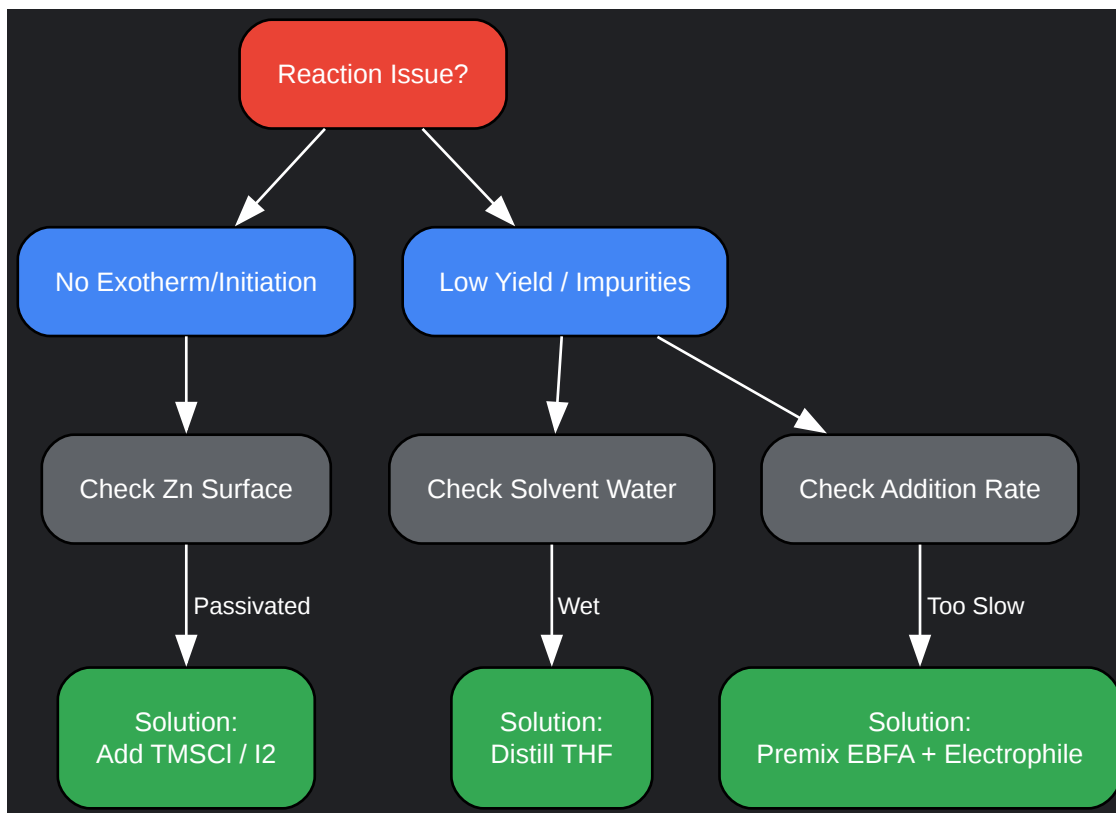 Reaction Issue?
No Exotherm/Initiation
Low Yield / Impurities
Check Zn Surface
Check Solvent Water
Check Addition Rate
Passivated
Wet
Too Slow
Solution:
Add TMSCl / I2
Solution:
Distill THF
Solution:
Premix EBFA + Electrophile